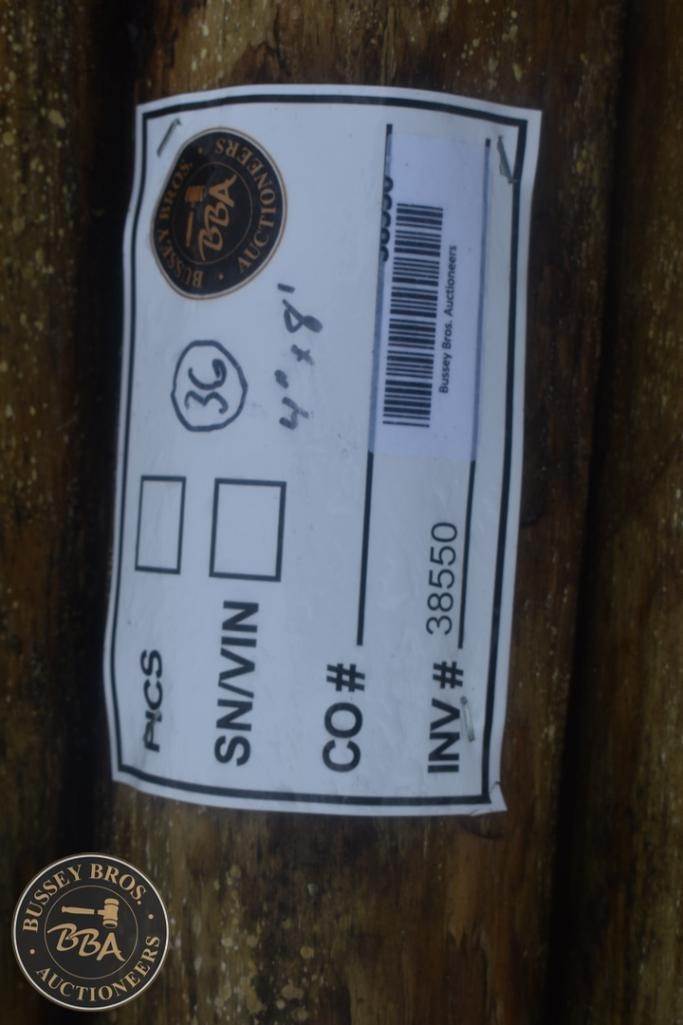 BUSSEY BROS. · AUCTIONEERS ·
BBA
PICS
36
SN/VIN
4" x 8'
CO #
INV # 38550
Bussey Bros. Auctioneers
BUSSEY BROS. · AUCTIONEERS ·
BBA